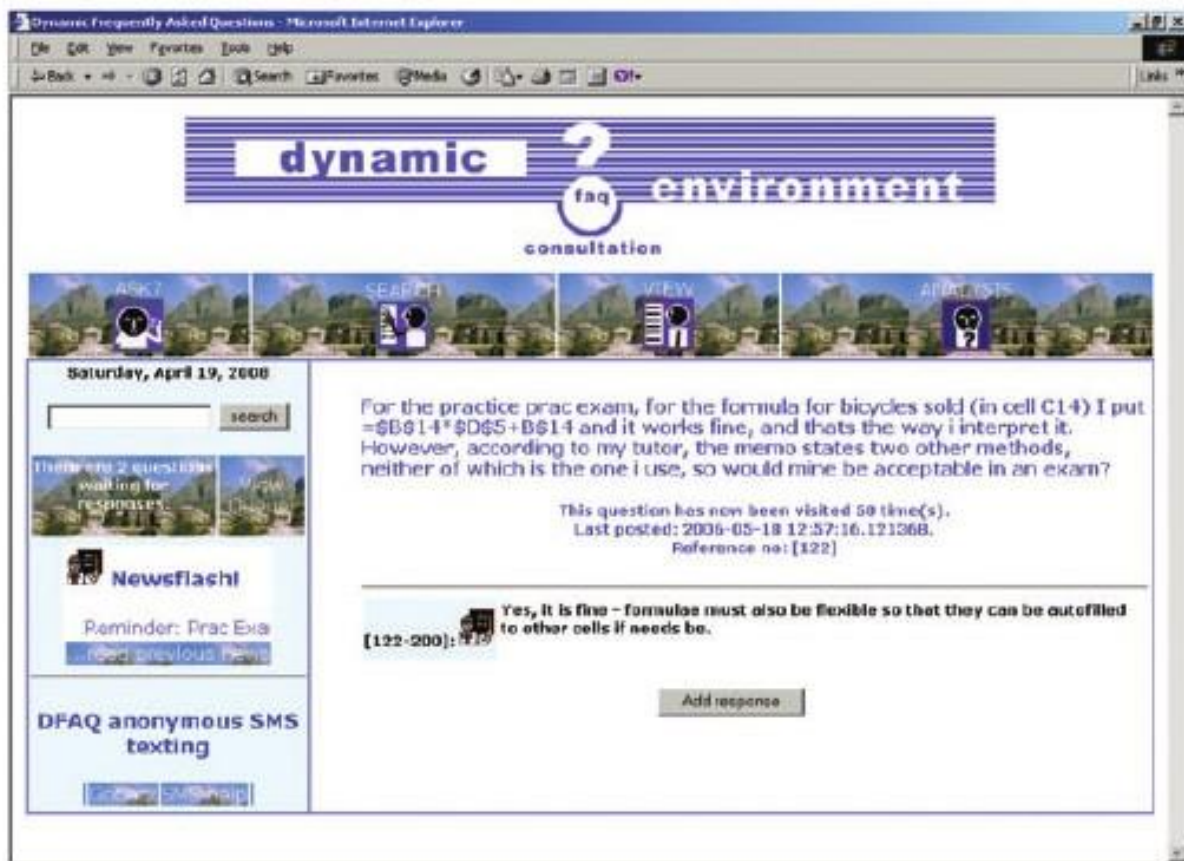 Dynamic Frequently Asked Questions - Microsoft Internet Explorer
File Edit View Favorites Tools Help
Back Search Favorites Media Links
dynamic ? environment
faq
consultation
ASK? SEARCH VIEW ANALYSIS
Saturday, April 19, 2008
search
There are 2 questions
waiting for
responses.
View
Newsflash!
Reminder: Prac Exa
...read previous news
DFAQ anonymous SMS
texting
SMS help
For the practice prac exam, for the formula for bicycles sold (in cell C14) I put
=$B$14*$D$5+B$14 and it works fine, and thats the way i interpret it.
However, according to my tutor, the memo states two other methods,
neither of which is the one i use, so would mine be acceptable in an exam?
This question has now been visited 50 time(s).
Last posted: 2006-05-18 12:57:16.121368.
Reference no: [122]
[122-200]: Yes, it is fine - formulae must also be flexible so that they can be autofilled
to other cells if needs be.
Add response